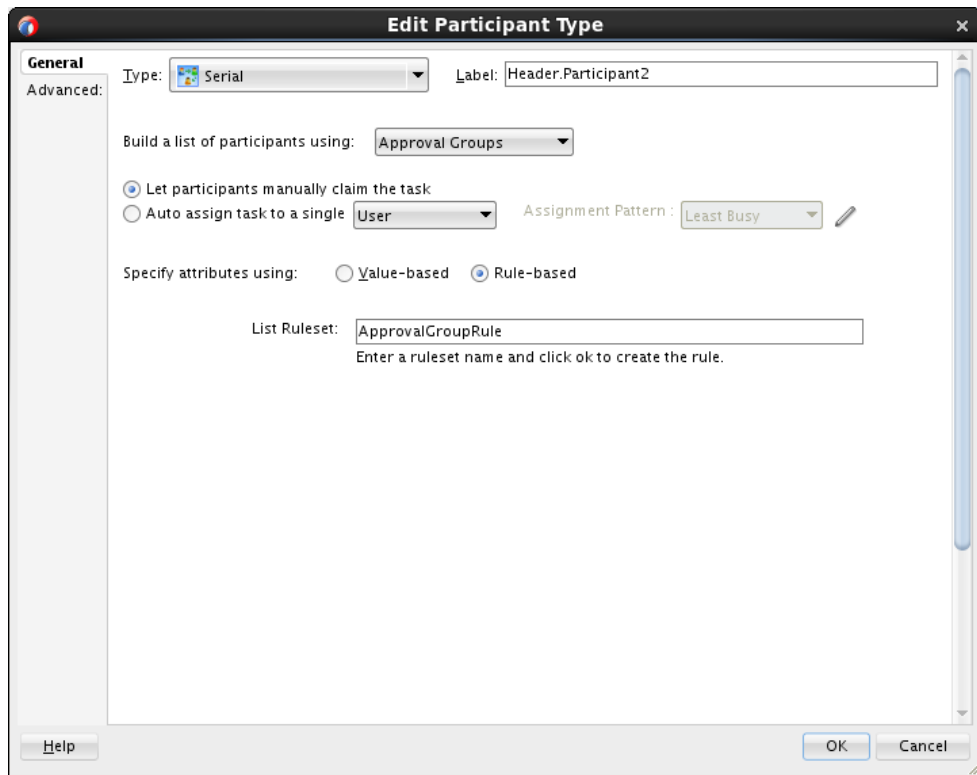 Edit Participant Type
General
Advanced:
Type: Serial Label: Header.Participant2
Build a list of participants using: Approval Groups
Let participants manually claim the task
Auto assign task to a single User Assignment Pattern : Least Busy
Specify attributes using: Value-based Rule-based
List Ruleset: ApprovalGroupRule
Enter a ruleset name and click ok to create the rule.
Help OK Cancel